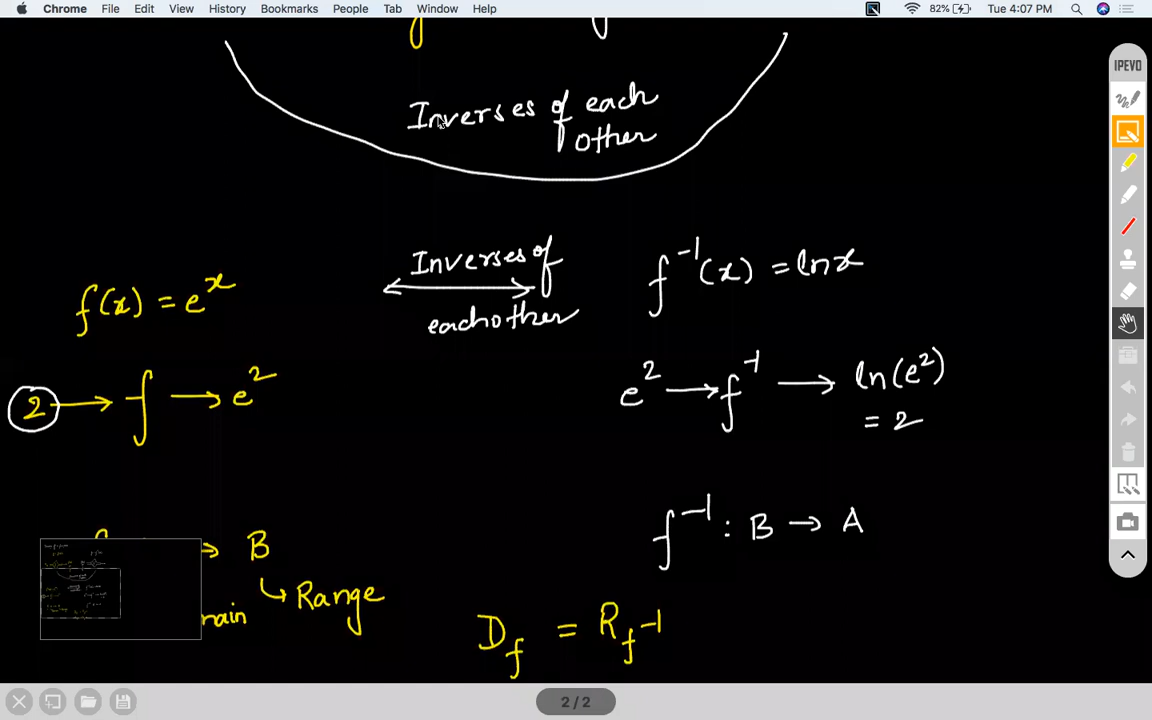 Chrome File Edit View History Bookmarks People Tab Window Help 82% Tue 4:07 PM
IPEVO
Inverses of each
other
f(x) = e^x
Inverses of
each other
f^-1(x) = ln x
2 → f → e^2
e^2 → f^-1 → ln(e^2)
= 2
→ B
f^-1 : B → A
↳ Range
D_f = R_f^-1
2/2